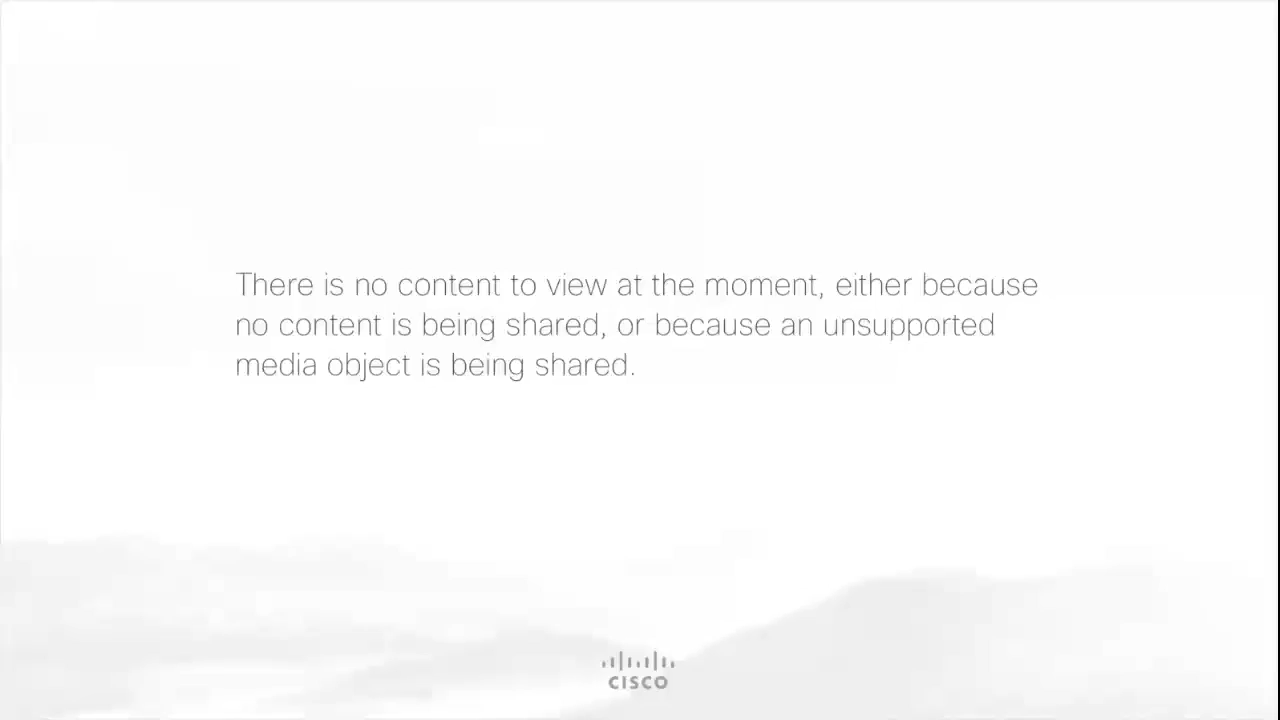 There is no content to view at the moment, either because
no content is being shared, or because an unsupported
media object is being shared.
CISCO